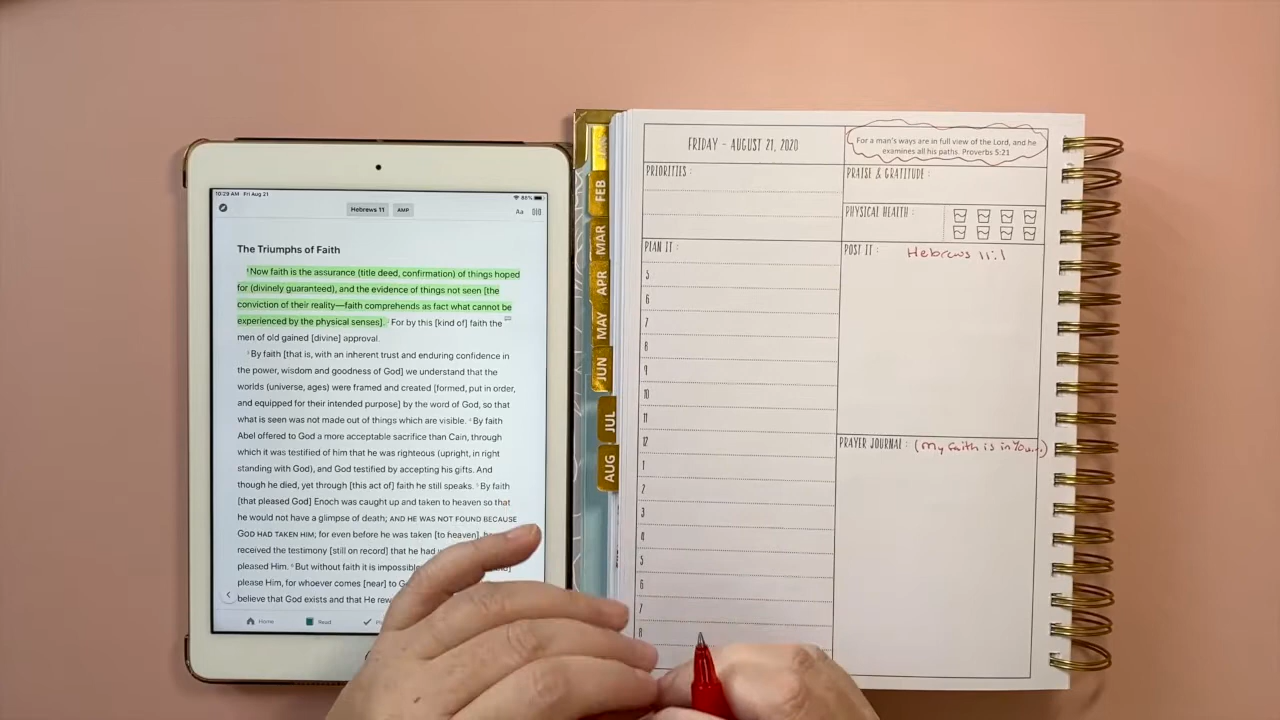 10:29 AM Fri Aug 21
86%
Hebrews 11 AMP
Aa
The Triumphs of Faith
1 Now faith is the assurance (title deed, confirmation) of things hoped
for (divinely guaranteed), and the evidence of things not seen [the
conviction of their reality—faith comprehends as fact what cannot be
experienced by the physical senses]. 2 For by this [kind of] faith the
men of old gained [divine] approval.
3 By faith [that is, with an inherent trust and enduring confidence in
the power, wisdom and goodness of God] we understand that the
worlds (universe, ages) were framed and created [formed, put in order,
and equipped for their intended purpose] by the word of God, so that
what is seen was not made out of things which are visible. 4 By faith
Abel offered to God a more acceptable sacrifice than Cain, through
which it was testified of him that he was righteous (upright, in right
standing with God), and God testified by accepting his gifts. And
though he died, yet through [this act of] faith he still speaks. 5 By faith
[that pleased God] Enoch was caught up and taken to heaven so that
he would not have a glimpse of death; AND HE WAS NOT FOUND BECAUSE
GOD HAD TAKEN HIM; for even before he was taken [to heaven],
received the testimony [still on record] that he had
pleased Him. 6 But without faith it is impossible
please Him, for whoever comes [near] to
believe that God exists and that He
Home
Read
FEB
MAR
APR
MAY
JUN
JUL
AUG
FRIDAY - AUGUST 21, 2020
For a man's ways are in full view of the Lord, and he
examines all his paths. Proverbs 5:21
PRIORITIES :
PRAISE & GRATITUDE :
PHYSICAL HEALTH :
PLAN IT :
5
6
7
8
9
10
11
12
1
2
3
4
5
6
7
8
POST IT : Hebrews 11:1
PRAYER JOURNAL : (My Faith is in You...)